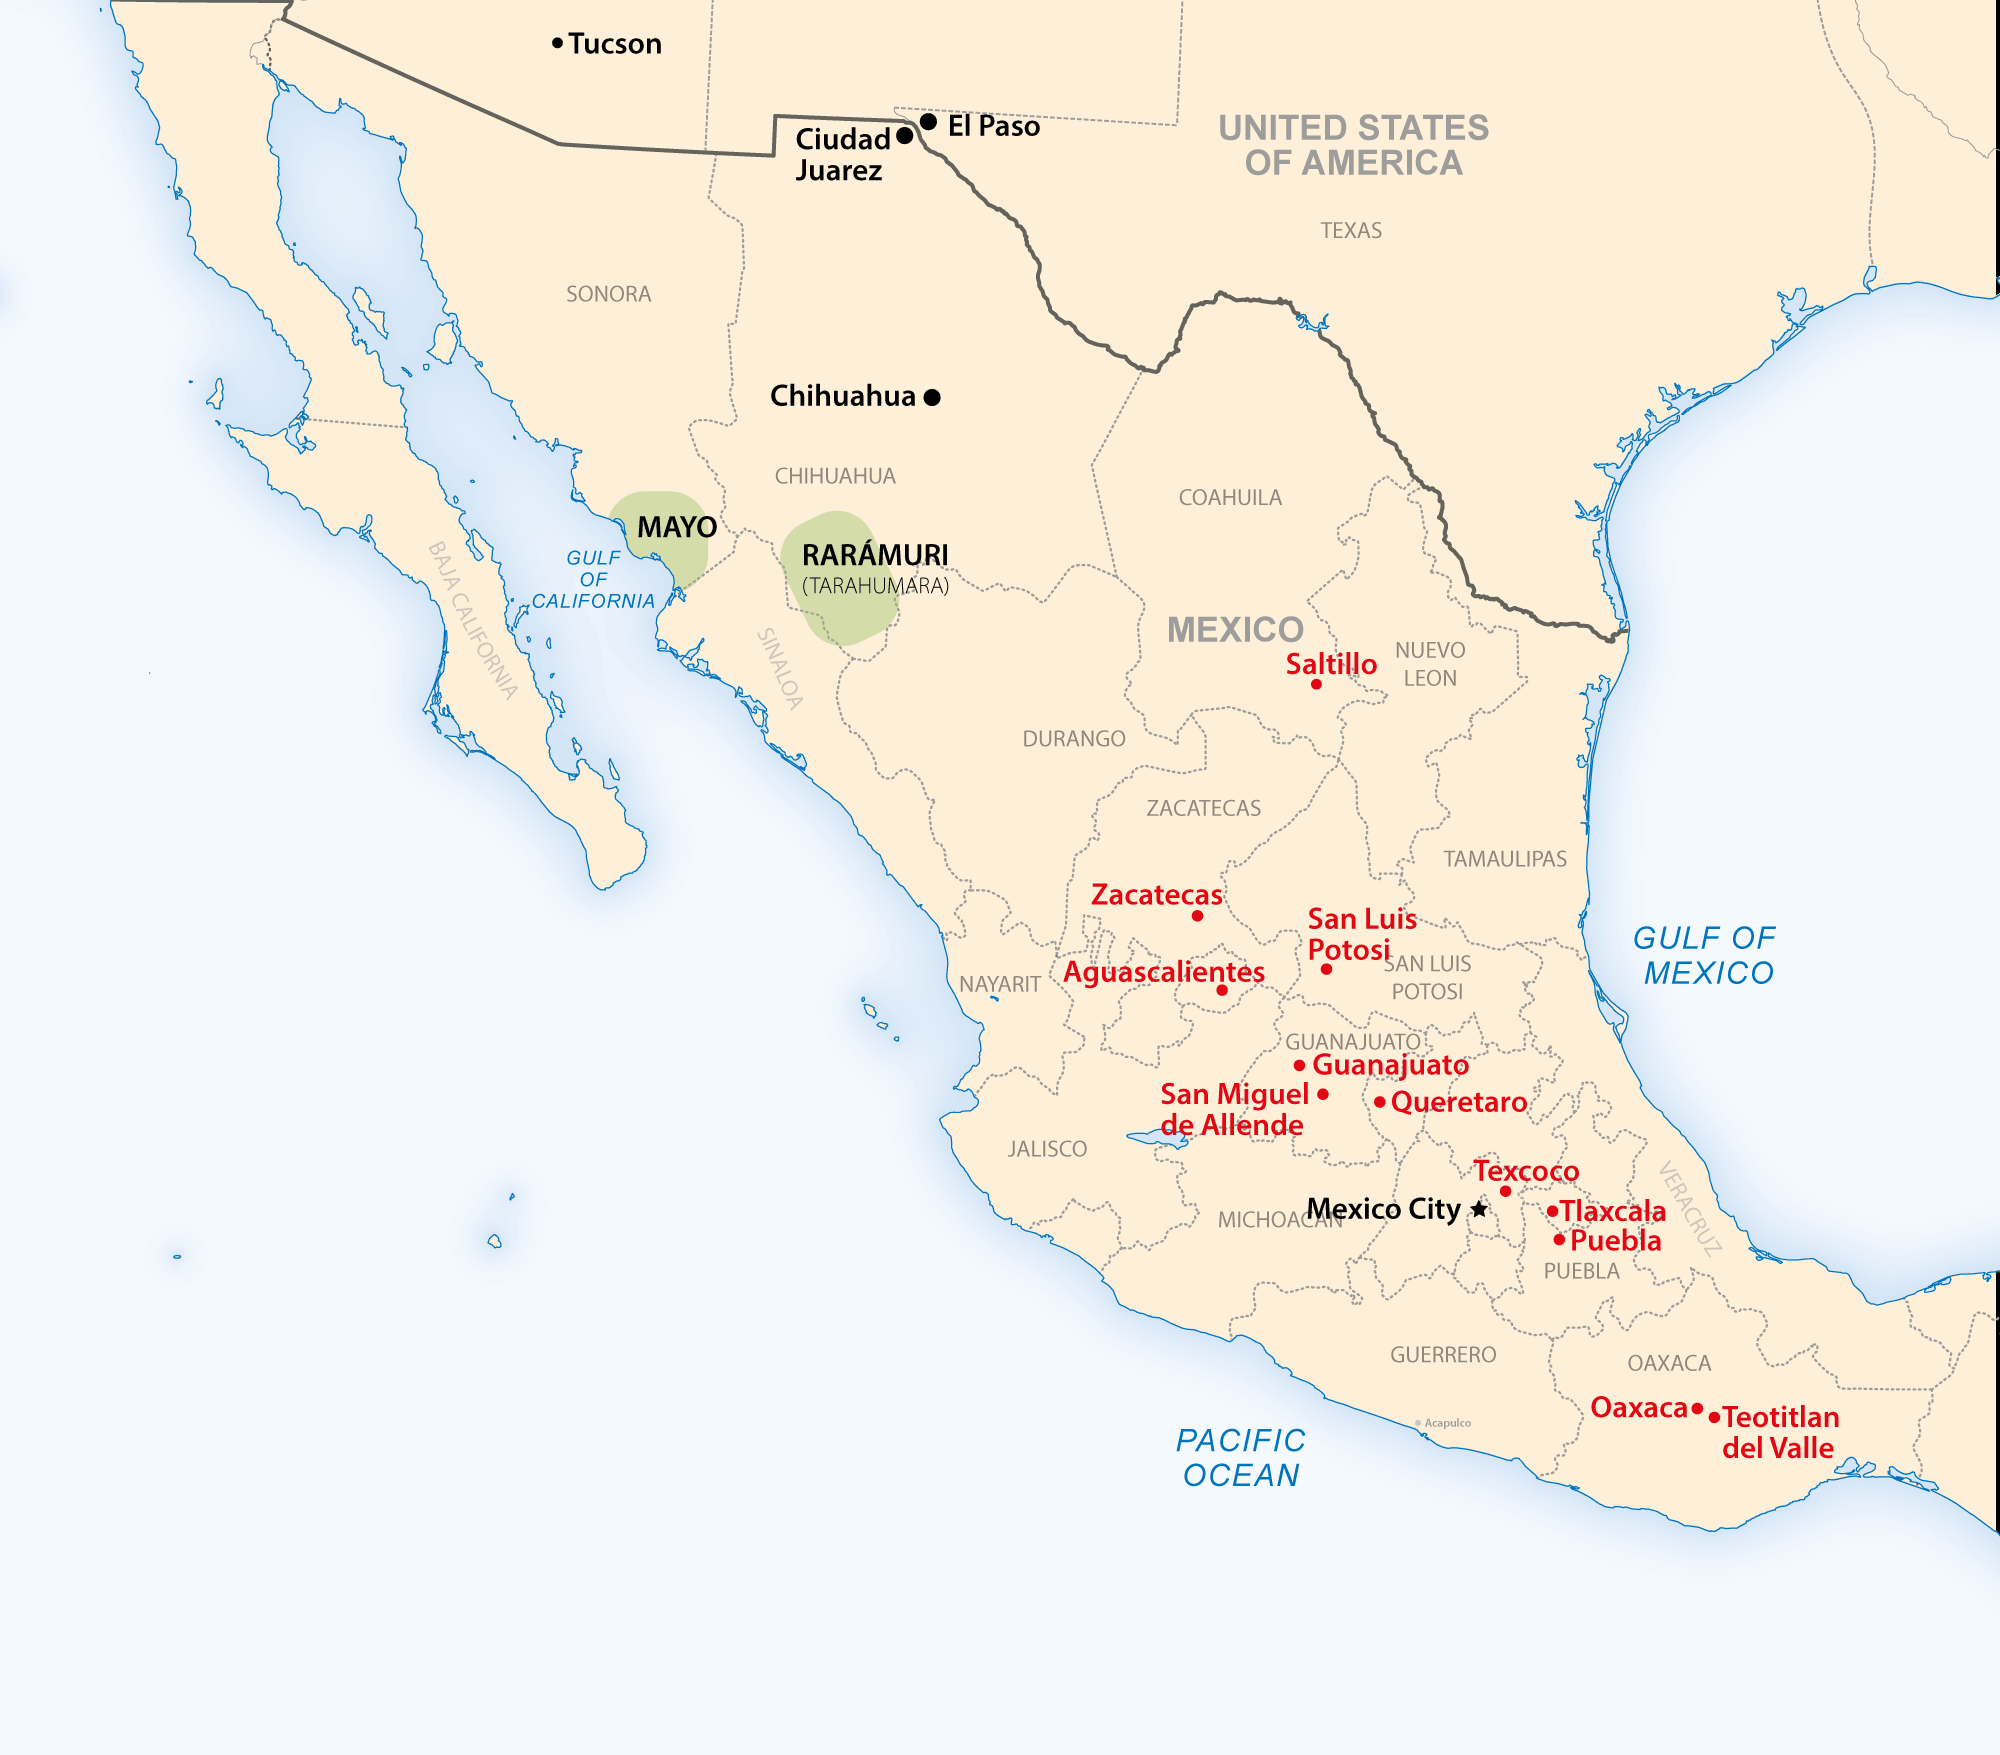 Tucson
El Paso
Ciudad
Juarez
UNITED STATES
OF AMERICA
TEXAS
SONORA
Chihuahua
CHIHUAHUA
COAHUILA
MAYO
RARÁMURI
(TARAHUMARA)
GULF
OF
CALIFORNIA
BAJA CALIFORNIA
SINALOA
MEXICO
Saltillo
NUEVO
LEON
DURANGO
ZACATECAS
TAMAULIPAS
Zacatecas
San Luis
Potosi
Aguascalientes
SAN LUIS
POTOSI
NAYARIT
GULF OF
MEXICO
GUANAJUATO
Guanajuato
San Miguel
de Allende
Queretaro
JALISCO
Texcoco
Mexico City
MICHOACAN
Tlaxcala
Puebla
PUEBLA
VERACRUZ
GUERRERO
OAXACA
Oaxaca
Teotitlan
del Valle
Acapulco
PACIFIC
OCEAN